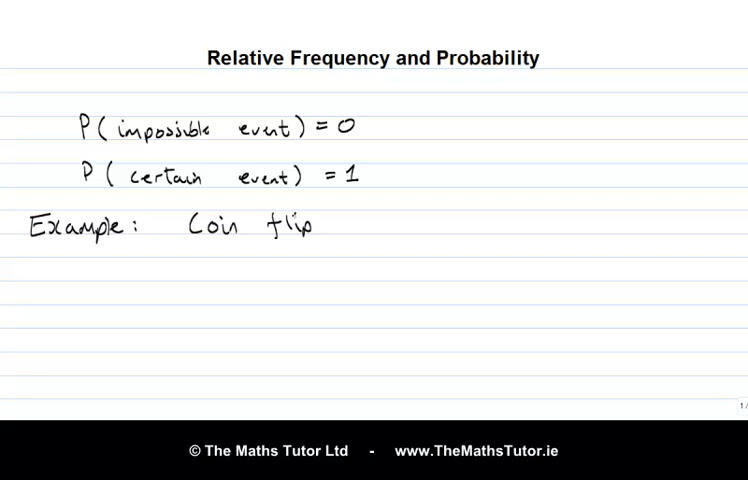 Relative Frequency and Probability
P( impossible event) = 0
P( certain event) = 1
Example: Coin flip
1/
© The Maths Tutor Ltd - www.TheMathsTutor.ie